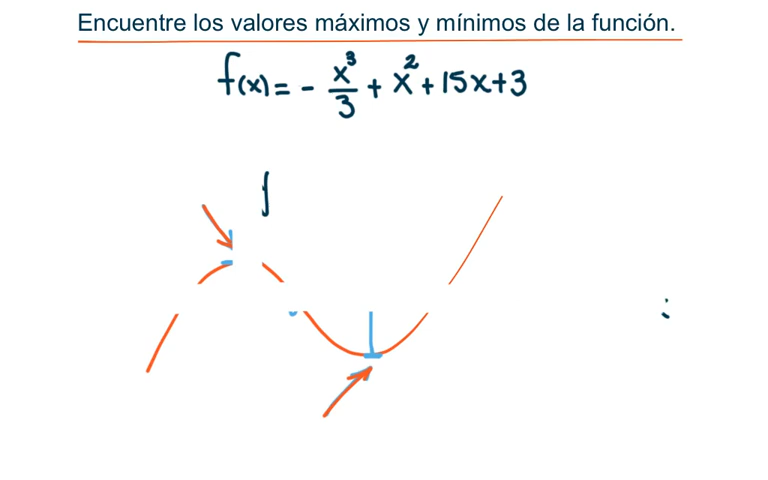 Encuentre los valores máximos y mínimos de la función.
f(x) = - x³/3 + x² + 15x + 3